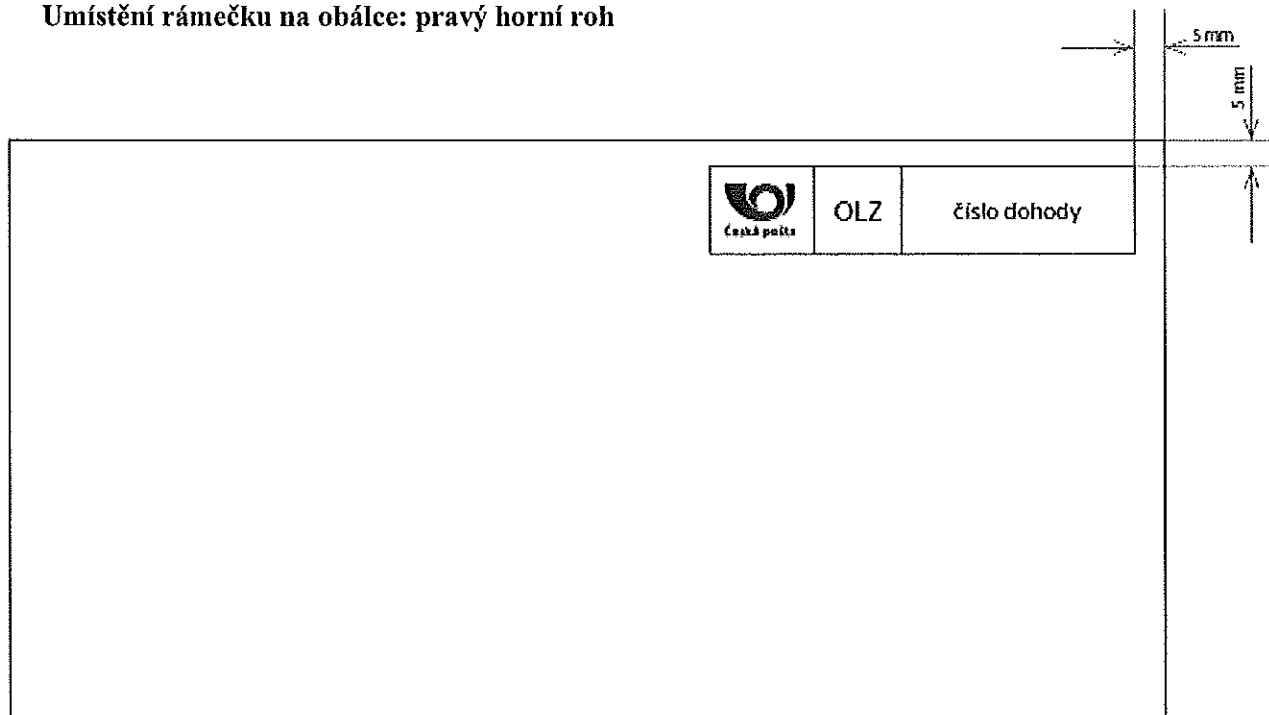 Umístění rámečku na obálce: pravý horní roh
5 mm
5 mm
Česká pošta
OLZ
číslo dohody